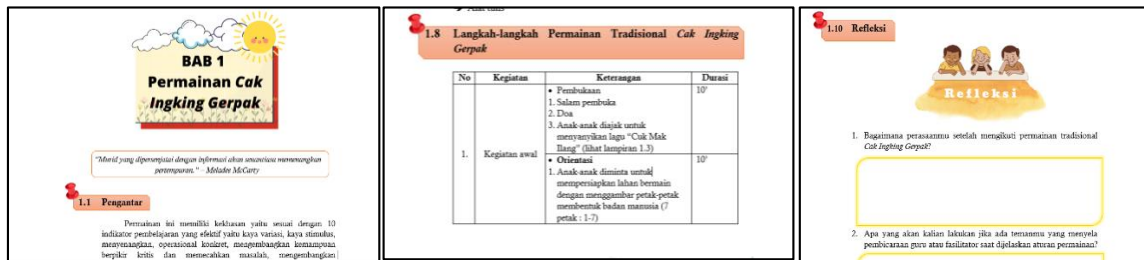 BAB 1
Permainan Cak
Ingking Gerpak
"Murid yang dipersenjatai dengan informasi akan senantiasa memenangkan
pertempuran." – Meladee McCarty
1.1 Pengantar
Permainan ini memiliki kekhasan yaitu sesuai dengan 10
indikator pembelajaran yang efektif yaitu kaya variasi, kaya stimulus,
menyenangkan, operasional konkret, mengembangkan kemampuan
berpikir kritis dan memecahkan masalah, mengembangkan
1.8 Langkah-langkah Permainan Tradisional Cak Ingking
Gerpak
No Kegiatan Keterangan Durasi
1. Kegiatan awal
• Pembukaan 10'
1. Salam pembuka
2. Doa
3. Anak-anak diajak untuk
menyanyikan lagu "Cuk Mak
Ilang" (lihat lampiran 1.3)
• Orientasi 10'
1. Anak-anak diminta untuk
mempersiapkan lahan bermain
dengan menggambar petak-petak
membentuk badan manusia (7
petak : 1-7)
1.10 Refleksi
Refleksi
1. Bagaimana perasaanmu setelah mengikuti permainan tradisional
Cak Ingking Gerpak?
2. Apa yang akan kalian lakukan jika ada temanmu yang menyela
pembicaraan guru atau fasilitator saat dijelaskan aturan permainan?